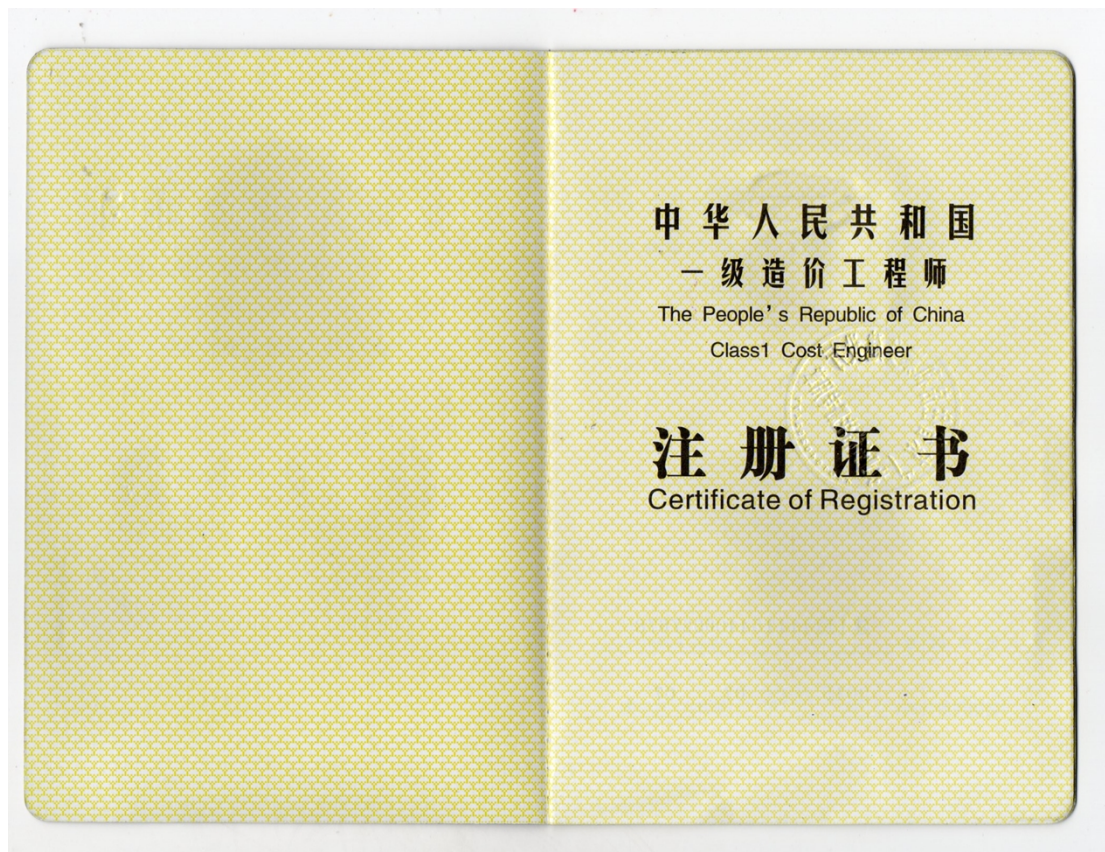 中华人民共和国
一级造价工程师
The People's Republic of China
Class1 Cost Engineer
注册证书
Certificate of Registration